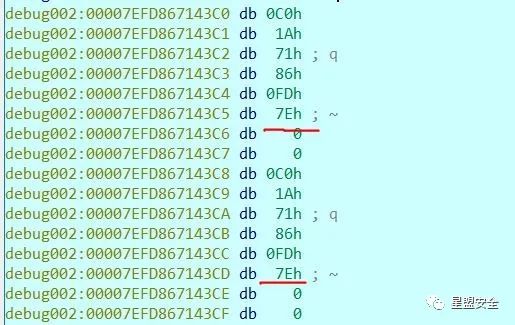 debug002:00007EFD867143C0 db 0C0h
debug002:00007EFD867143C1 db 1Ah
debug002:00007EFD867143C2 db 71h ; q
debug002:00007EFD867143C3 db 86h
debug002:00007EFD867143C4 db 0FDh
debug002:00007EFD867143C5 db 7Eh ; ~
debug002:00007EFD867143C6 db 0
debug002:00007EFD867143C7 db 0
debug002:00007EFD867143C8 db 0C0h
debug002:00007EFD867143C9 db 1Ah
debug002:00007EFD867143CA db 71h ; q
debug002:00007EFD867143CB db 86h
debug002:00007EFD867143CC db 0FDh
debug002:00007EFD867143CD db 7Eh ; ~
debug002:00007EFD867143CE db 0
debug002:00007EFD867143CF db 0
星盟安全